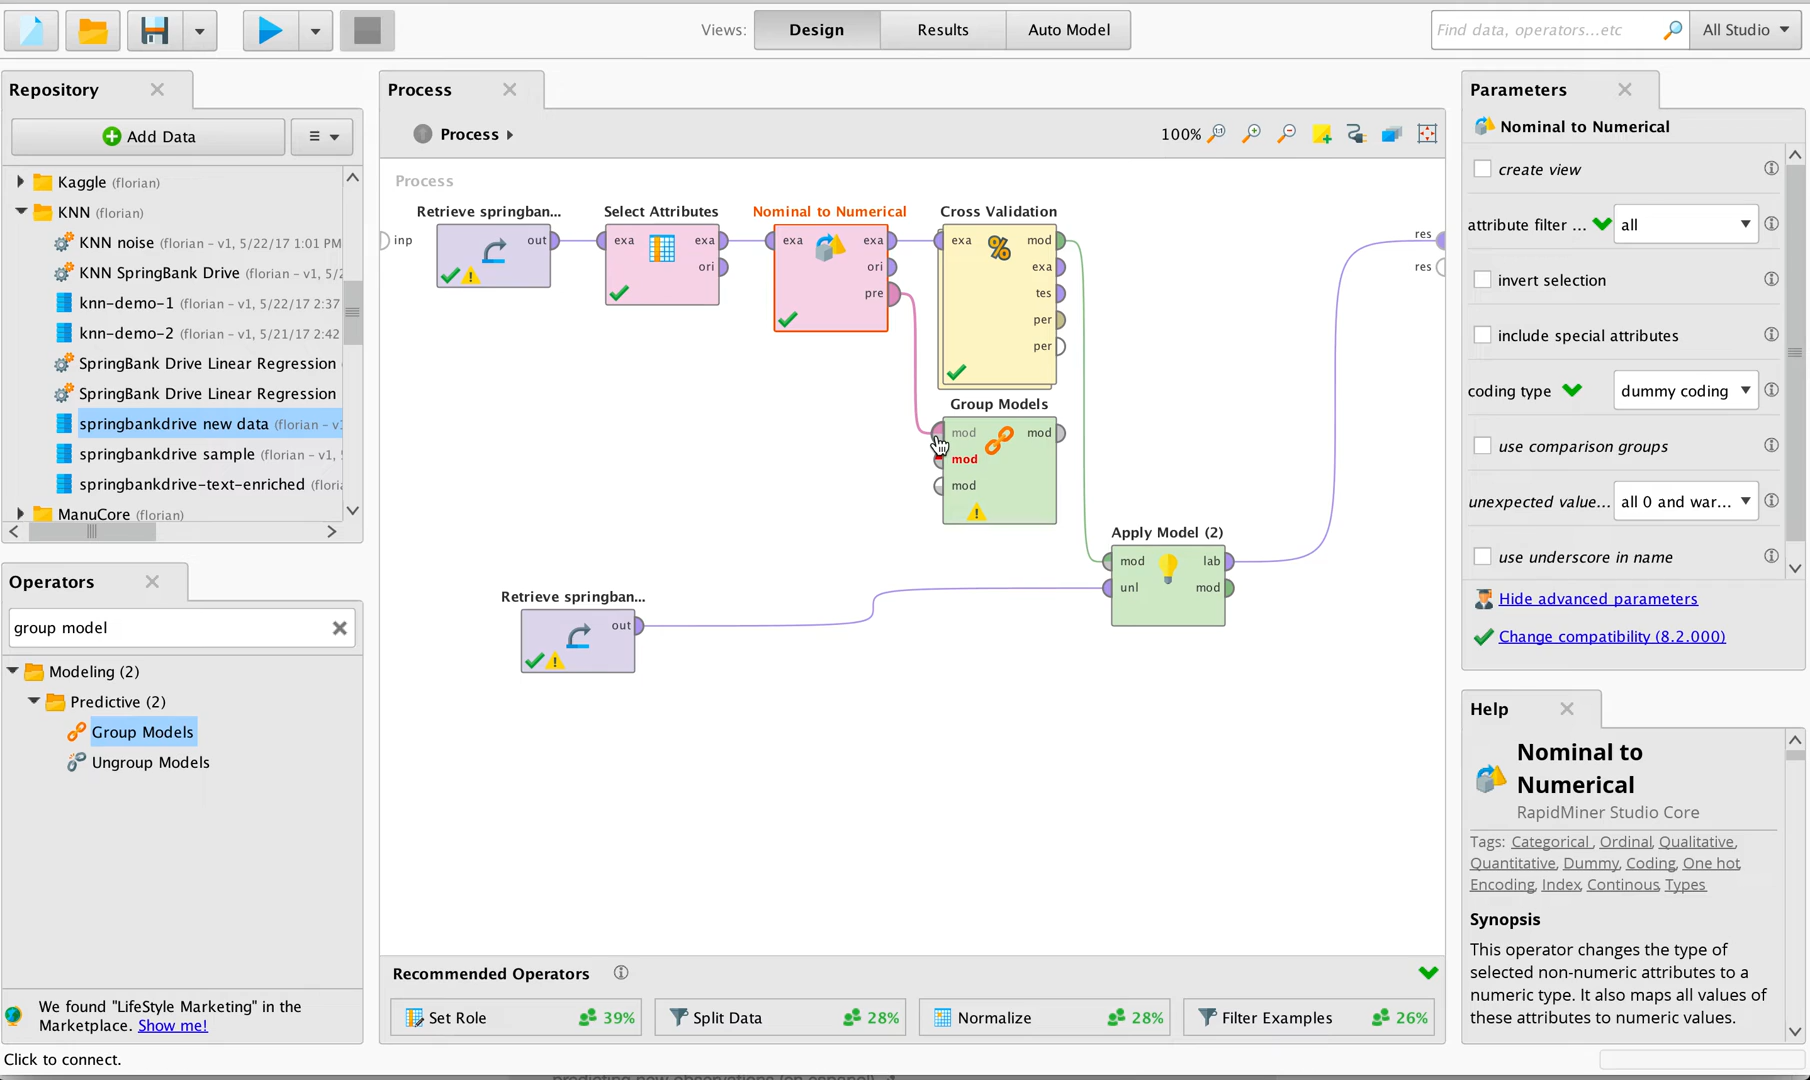 Views:
Design
Results
Auto Model
Find data, operators...etc
All Studio
Repository
Add Data
Kaggle (florian)
KNN (florian)
KNN noise (florian – v1, 5/22/17 1:01 PM
KNN SpringBank Drive (florian – v1, 5/2
knn-demo-1 (florian – v1, 5/22/17 2:37
knn-demo-2 (florian – v1, 5/21/17 2:42
SpringBank Drive Linear Regression
SpringBank Drive Linear Regression
springbankdrive new data (florian – v
springbankdrive sample (florian – v1,
springbankdrive-text-enriched (flori
ManuCore (florian)
Operators
group model
Modeling (2)
Predictive (2)
Group Models
Ungroup Models
We found "LifeStyle Marketing" in the
Marketplace. Show me!
Click to connect.
Process
Process
100%
Process
inp
Retrieve springban...
out
Select Attributes
exa exa
ori
Nominal to Numerical
exa exa
ori
pre
Cross Validation
exa mod
exa
tes
per
per
res
res
Group Models
mod mod
mod
mod
Apply Model (2)
mod lab
unl mod
Retrieve springban...
out
Recommended Operators
Set Role 39%
Split Data 28%
Normalize 28%
Filter Examples 26%
Parameters
Nominal to Numerical
create view
attribute filter ... all
invert selection
include special attributes
coding type dummy coding
use comparison groups
unexpected value... all 0 and war...
use underscore in name
Hide advanced parameters
Change compatibility (8.2.000)
Help
Nominal to
Numerical
RapidMiner Studio Core
Tags: Categorical, Ordinal, Qualitative,
Quantitative, Dummy, Coding, One hot,
Encoding, Index, Continous, Types
Synopsis
This operator changes the type of
selected non-numeric attributes to a
numeric type. It also maps all values of
these attributes to numeric values.